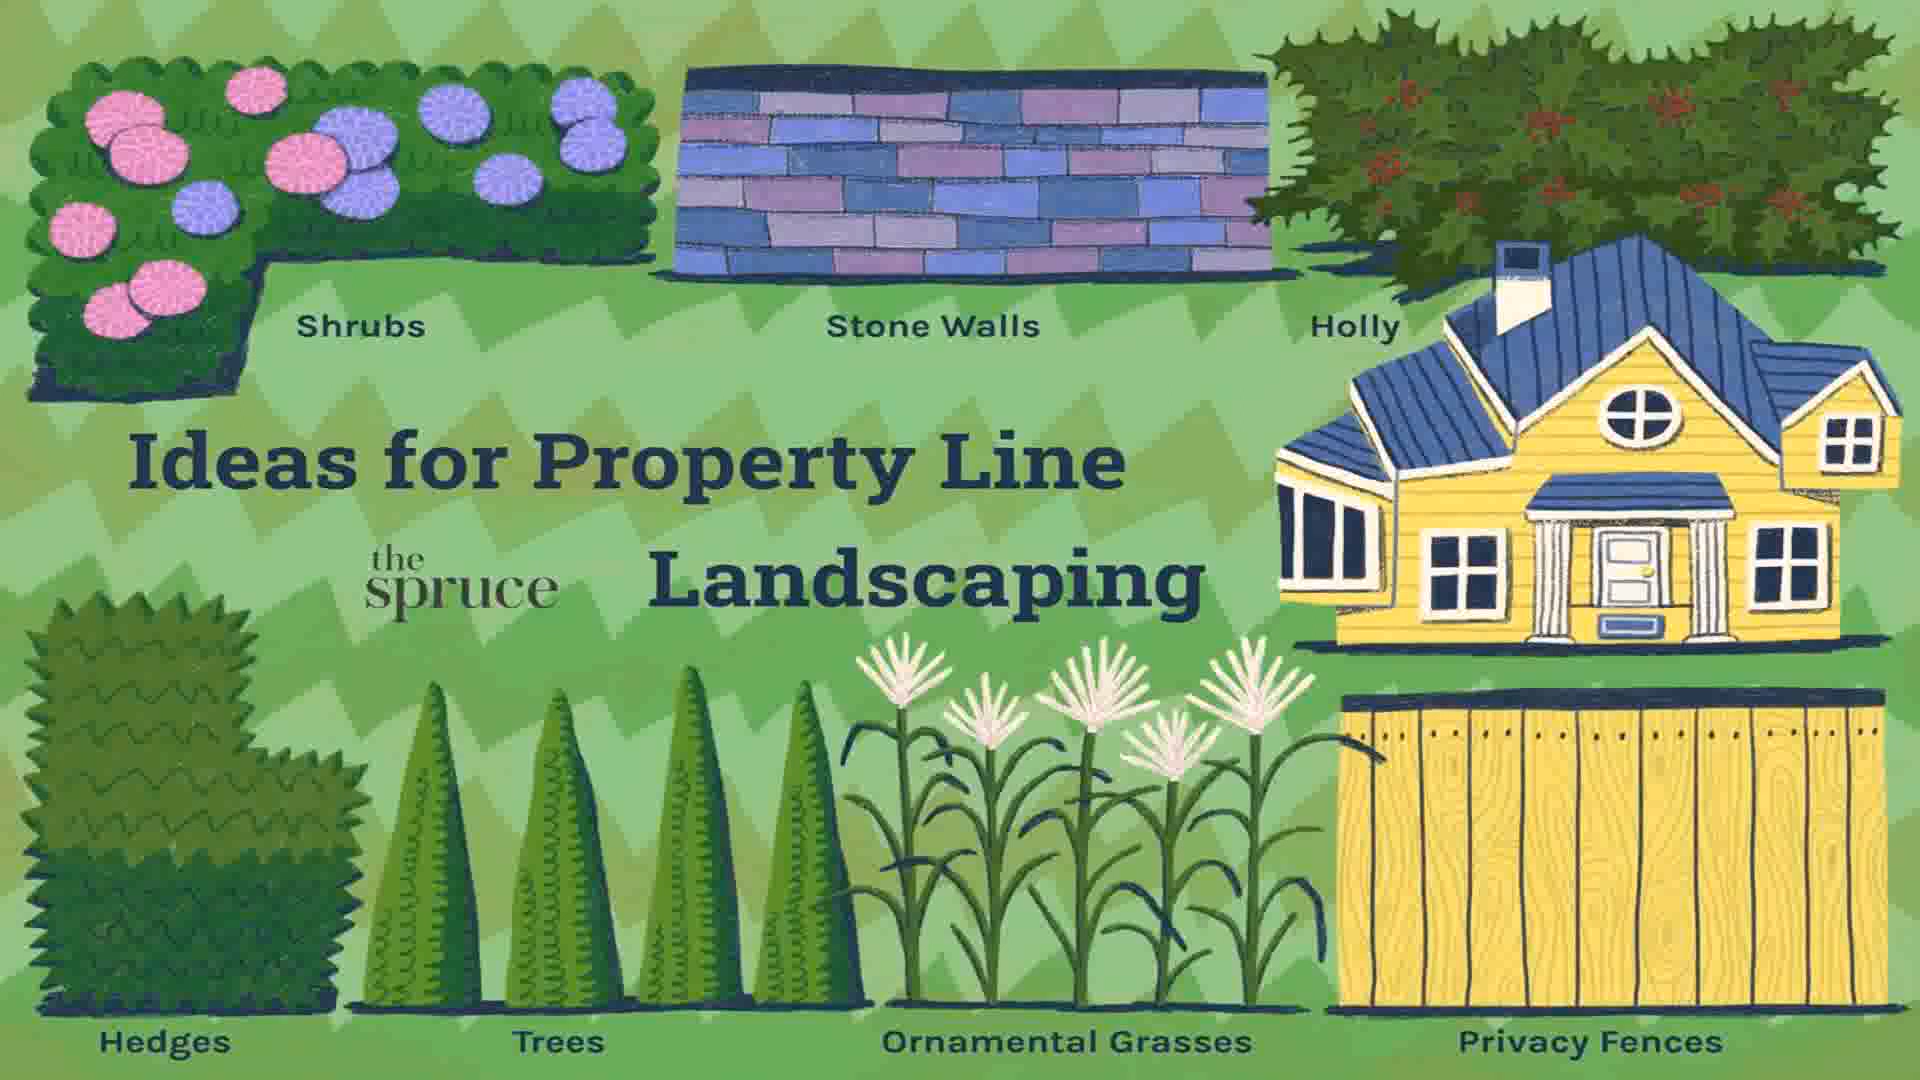 Shrubs
Stone Walls
Holly
Ideas for Property Line
Landscaping
the
spruce
Hedges
Trees
Ornamental Grasses
Privacy Fences